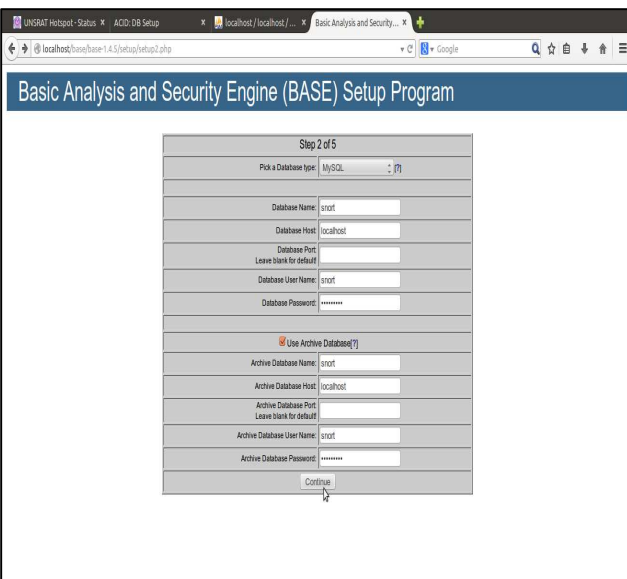 UNSRAT Hotspot - Status × ACID: DB Setup × localhost / localhost / ... × Basic Analysis and Security... ×
localhost/base/base-1.4.5/setup/setup2.php Google
Basic Analysis and Security Engine (BASE) Setup Program
Step 2 of 5
Pick a Database type: MySQL [?]
Database Name: snort
Database Host: localhost
Database Port:
Leave blank for default!
Database User Name: snort
Database Password: •••••••••
Use Archive Database[?]
Archive Database Name: snort
Archive Database Host: localhost
Archive Database Port:
Leave blank for default!
Archive Database User Name: snort
Archive Database Password: •••••••••
Continue